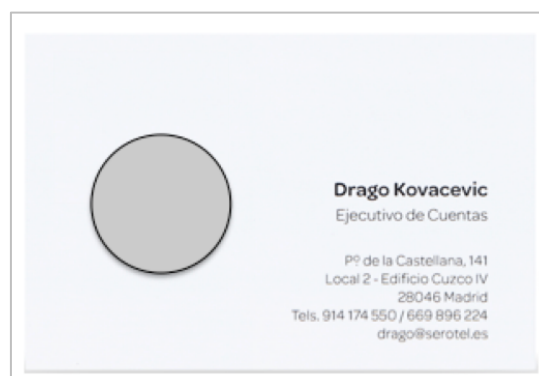 Drago Kovacevic
Ejecutivo de Cuentas
Pº de la Castellana, 141
Local 2 - Edificio Cuzco IV
28046 Madrid
Tels. 914 174 550 / 669 896 224
drago@serotel.es